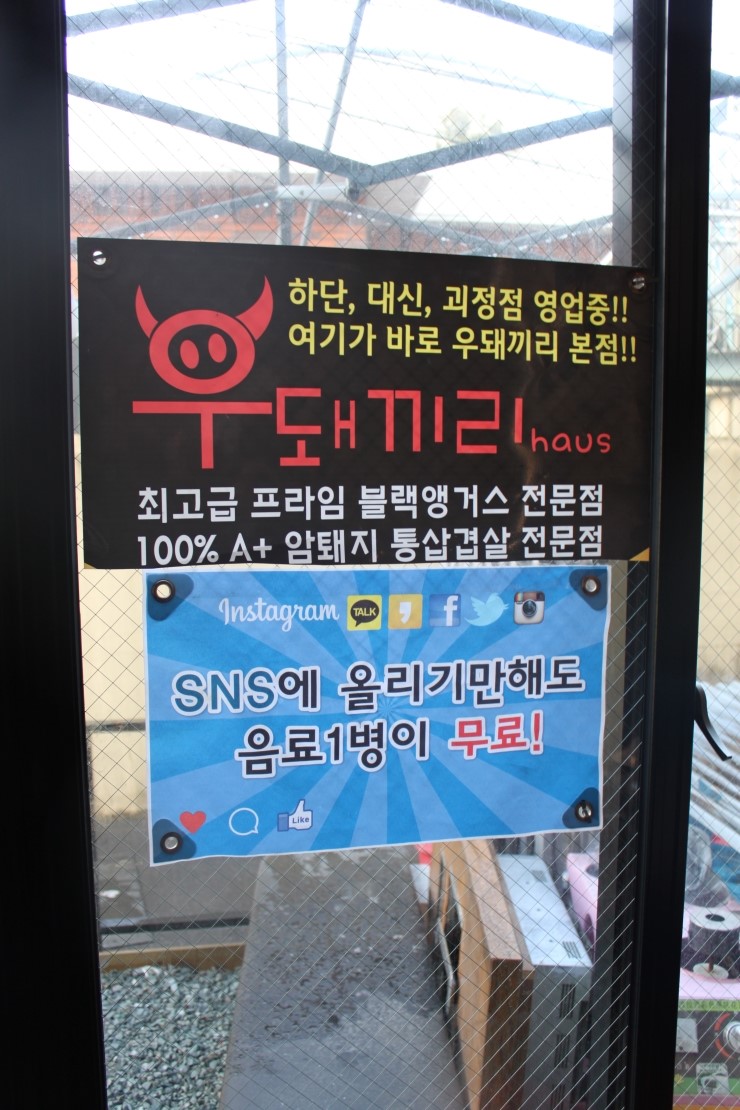 하단, 대신, 괴정점 영업중!!
여기가 바로 우돼끼리 본점!!
우돼끼리haus
최고급 프라임 블랙앵거스 전문점
100% A+ 암퇘지 통삼겹살 전문점
Instagram TALK
SNS에 올리기만해도
음료1병이 무료!
Like